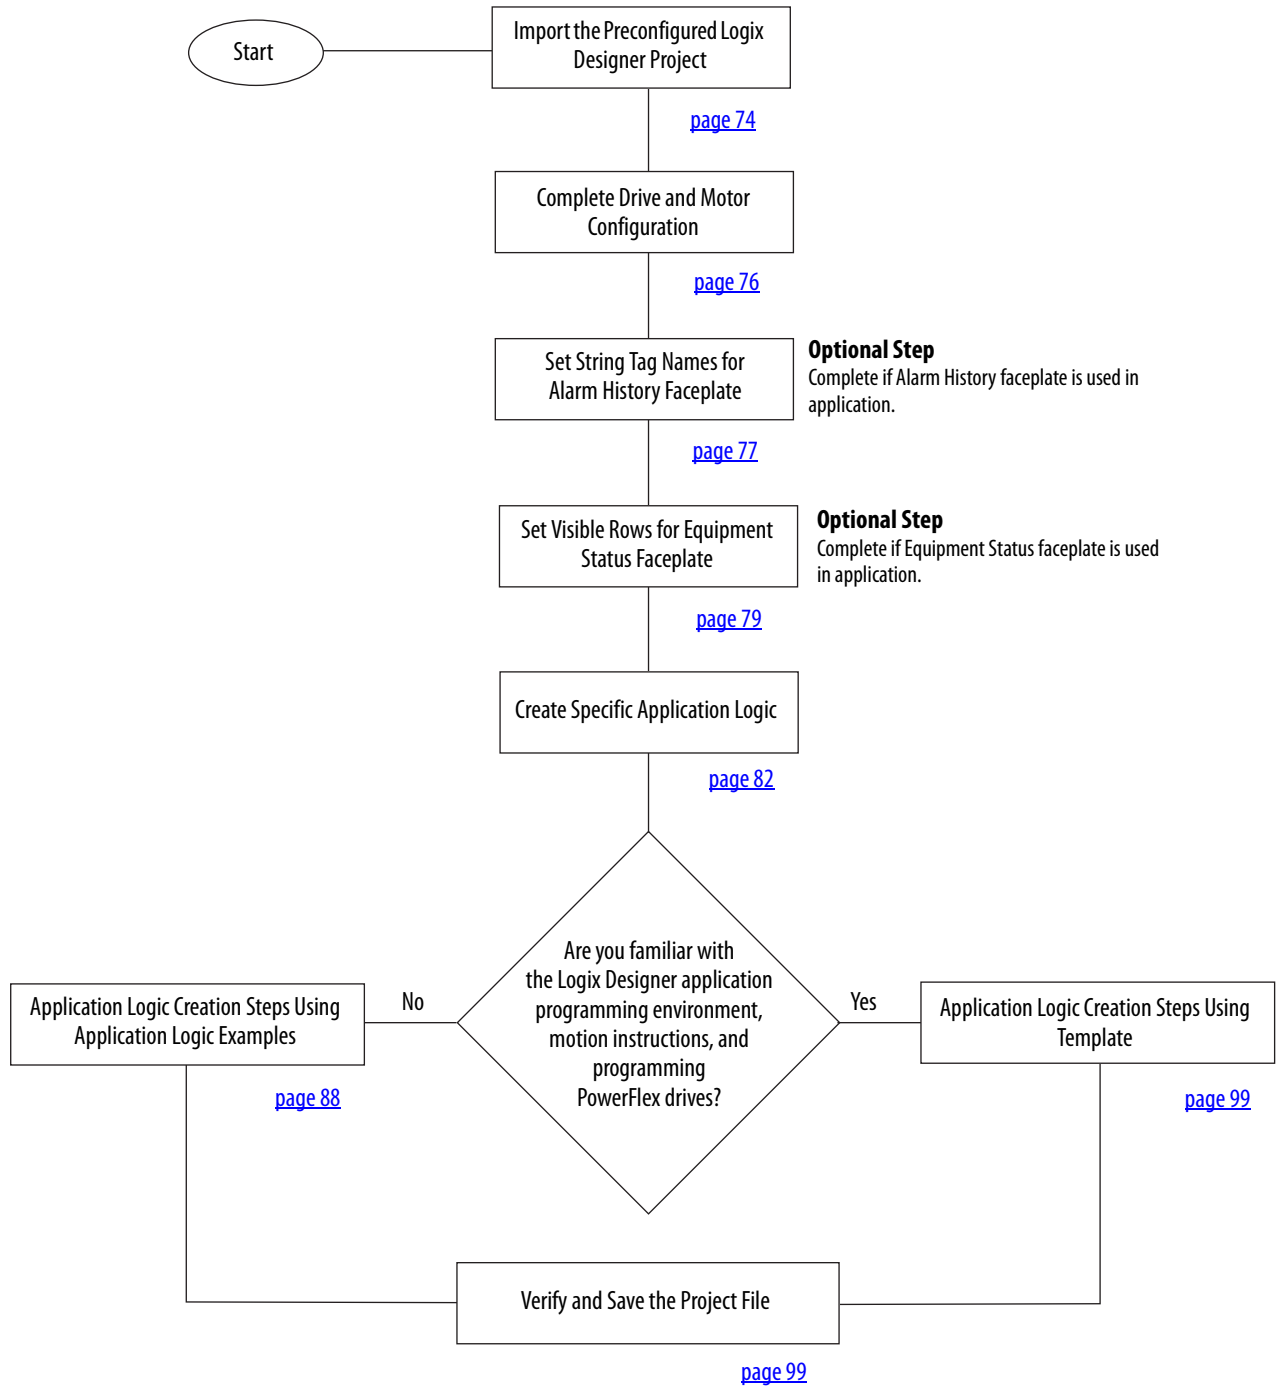 Start
Import the Preconfigured Logix
Designer Project
page 74
Complete Drive and Motor
Configuration
page 76
Set String Tag Names for
Alarm History Faceplate
Optional Step
Complete if Alarm History faceplate is used in
application.
page 77
Set Visible Rows for Equipment
Status Faceplate
Optional Step
Complete if Equipment Status faceplate is used
in application.
page 79
Create Specific Application Logic
page 82
Are you familiar with
the Logix Designer application
programming environment,
motion instructions, and
programming
PowerFlex drives?
No
Application Logic Creation Steps Using
Application Logic Examples
page 88
Yes
Application Logic Creation Steps Using
Template
page 99
Verify and Save the Project File
page 99